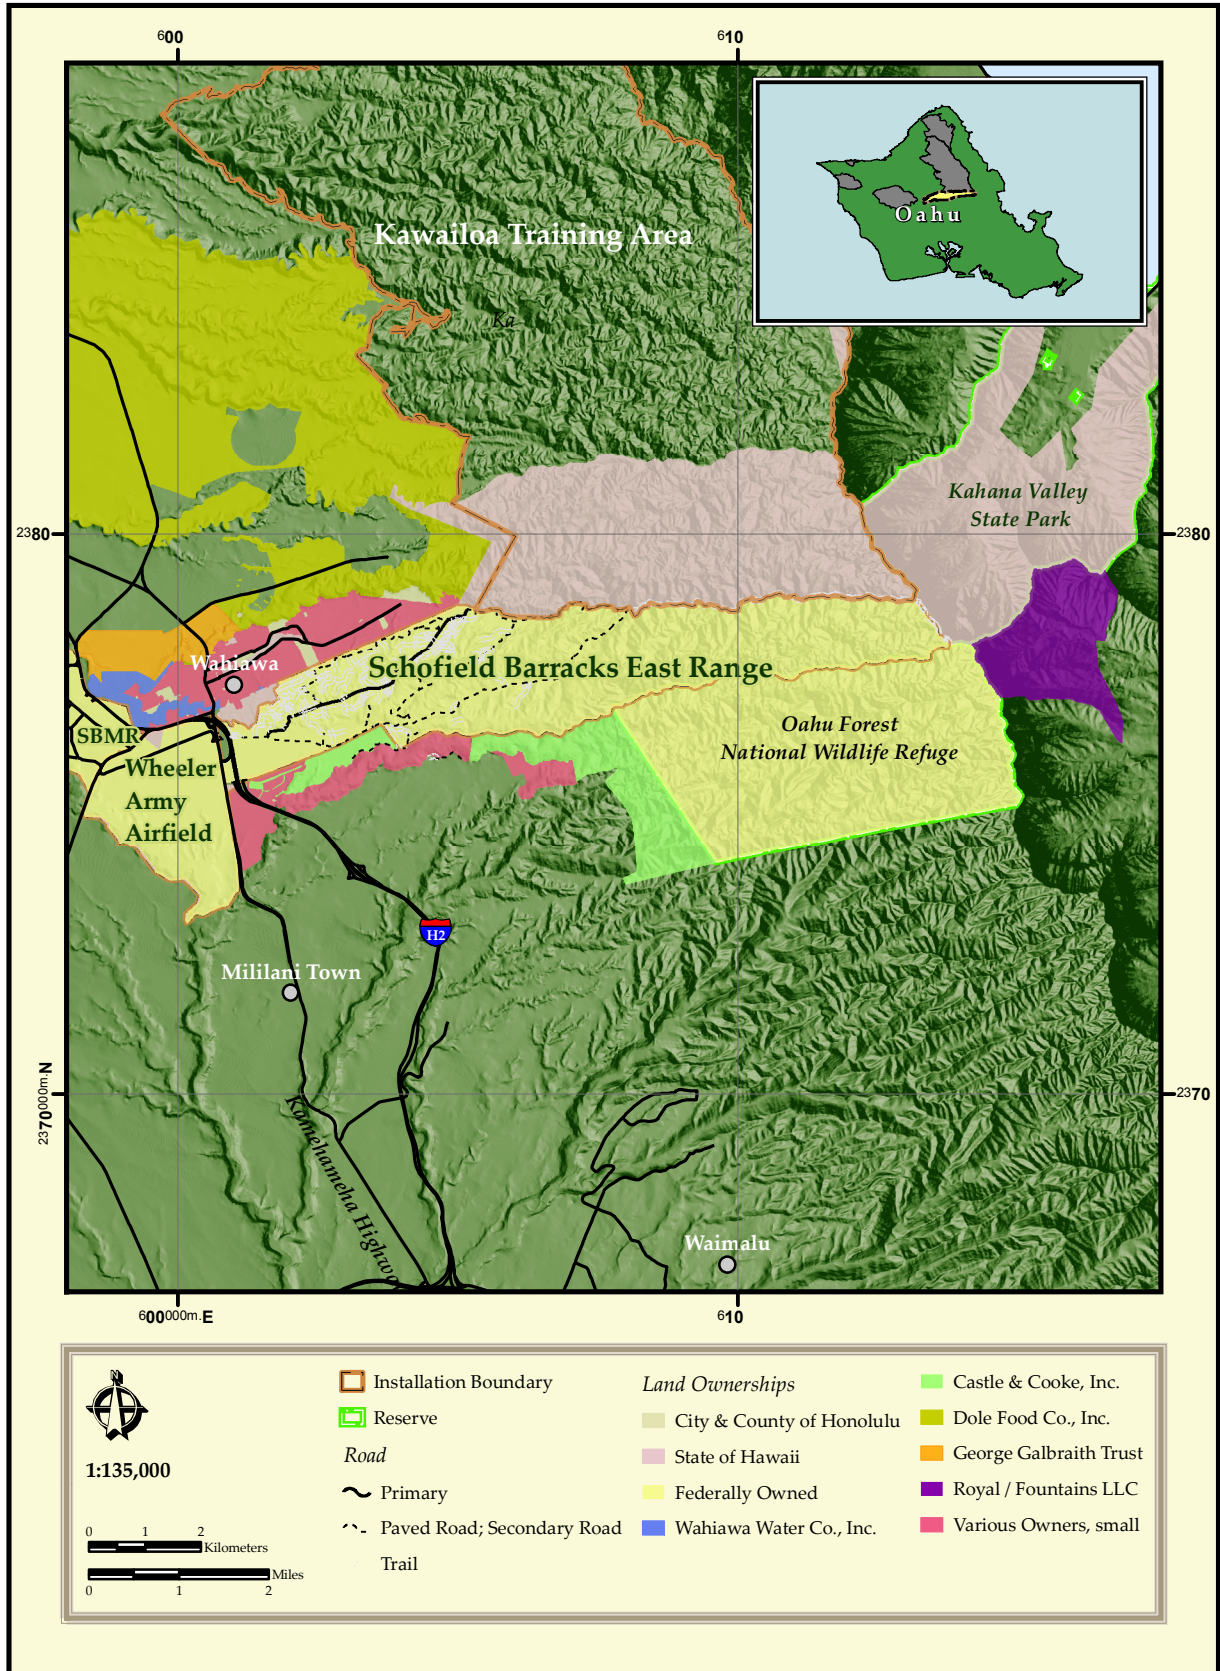 600
610
Kawailoa Training Area
Oahu
Ka
Kahana Valley
State Park
2380
2380
Wahiawa
Schofield Barracks East Range
Oahu Forest
National Wildlife Refuge
SBMR
Wheeler
Army
Airfield
H2
Mililani Town
2370000m.N
2370
Kamehameha Highwa
Waimalu
600000m.E
610
N
1:135,000
0 1 2
Kilometers
Miles
0 1 2
Installation Boundary
Reserve
Road
Primary
Paved Road; Secondary Road
Trail
Land Ownerships
City & County of Honolulu
State of Hawaii
Federally Owned
Wahiawa Water Co., Inc.
Castle & Cooke, Inc.
Dole Food Co., Inc.
George Galbraith Trust
Royal / Fountains LLC
Various Owners, small